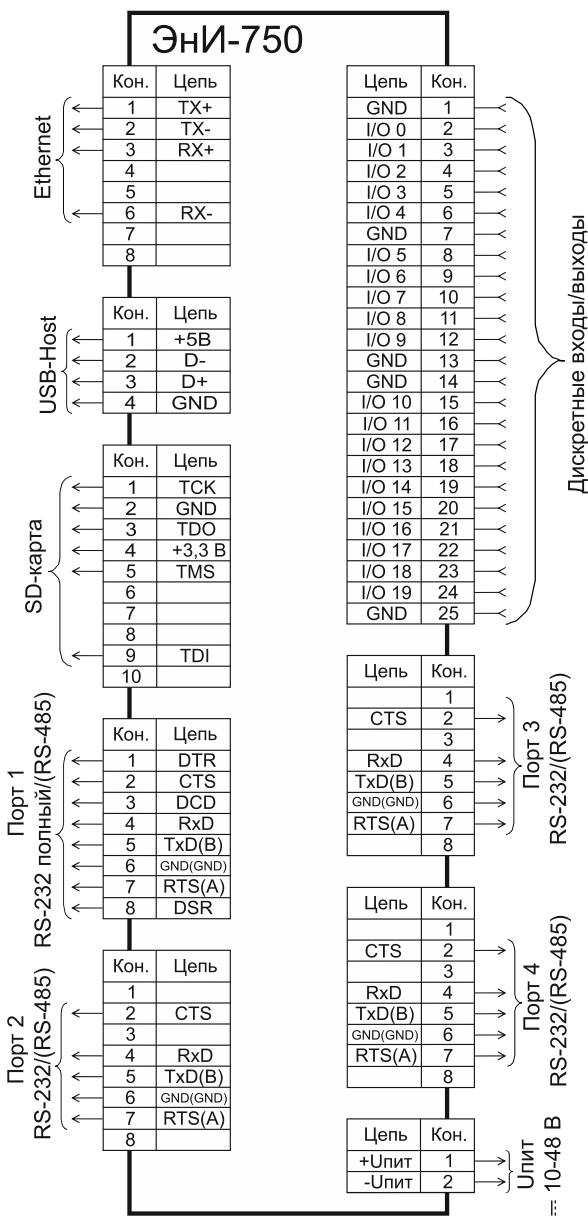 ЭнИ-750
Ethernet
Кон. Цепь
1 TX+
2 TX-
3 RX+
4
5
6 RX-
7
8
USB-Host
Кон. Цепь
1 +5В
2 D-
3 D+
4 GND
SD-карта
Кон. Цепь
1 TCK
2 GND
3 TDO
4 +3,3 В
5 TMS
6
7
8
9 TDI
10
Порт 1
RS-232 полный/(RS-485)
Кон. Цепь
1 DTR
2 CTS
3 DCD
4 RxD
5 TxD(B)
6 GND(GND)
7 RTS(A)
8 DSR
Порт 2
RS-232/(RS-485)
Кон. Цепь
1
2 CTS
3
4 RxD
5 TxD(B)
6 GND(GND)
7 RTS(A)
8
Цепь Кон.
GND 1
I/O 0 2
I/O 1 3
I/O 2 4
I/O 3 5
I/O 4 6
GND 7
I/O 5 8
I/O 6 9
I/O 7 10
I/O 8 11
I/O 9 12
GND 13
GND 14
I/O 10 15
I/O 11 16
I/O 12 17
I/O 13 18
I/O 14 19
I/O 15 20
I/O 16 21
I/O 17 22
I/O 18 23
I/O 19 24
GND 25
Дискретные входы/выходы
Цепь Кон.
1
CTS 2
3
RxD 4
TxD(B) 5
GND(GND) 6
RTS(A) 7
8
Порт 3
RS-232/(RS-485)
Цепь Кон.
1
CTS 2
3
RxD 4
TxD(B) 5
GND(GND) 6
RTS(A) 7
8
Порт 4
RS-232/(RS-485)
Цепь Кон.
+Uпит 1
-Uпит 2
Uпит
⎓ 10-48 В